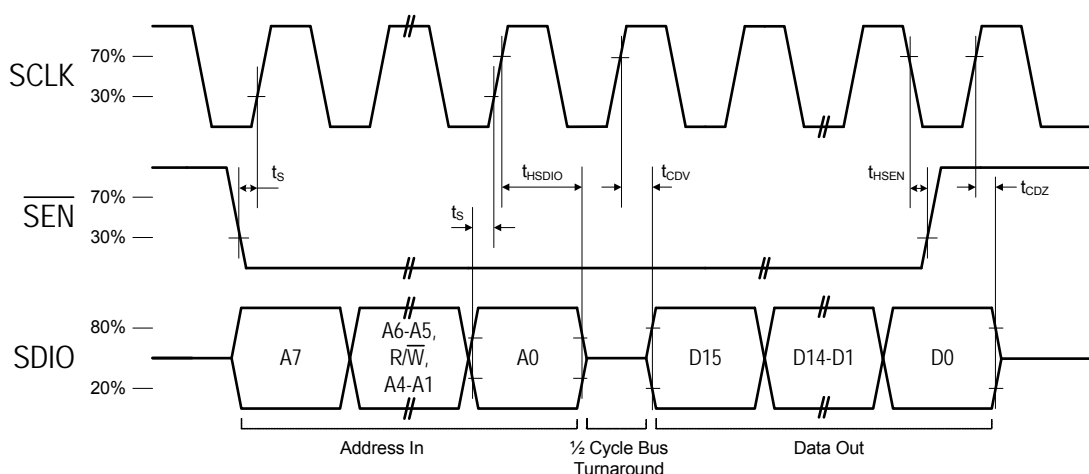 SCLK
70%
30%
SEN
70%
30%
tS
tS
tHSDIO
tCDV
tHSEN
tCDZ
SDIO
80%
20%
A7
A6-A5,
R/W,
A4-A1
A0
D15
D14-D1
D0
Address In
½ Cycle Bus
Turnaround
Data Out